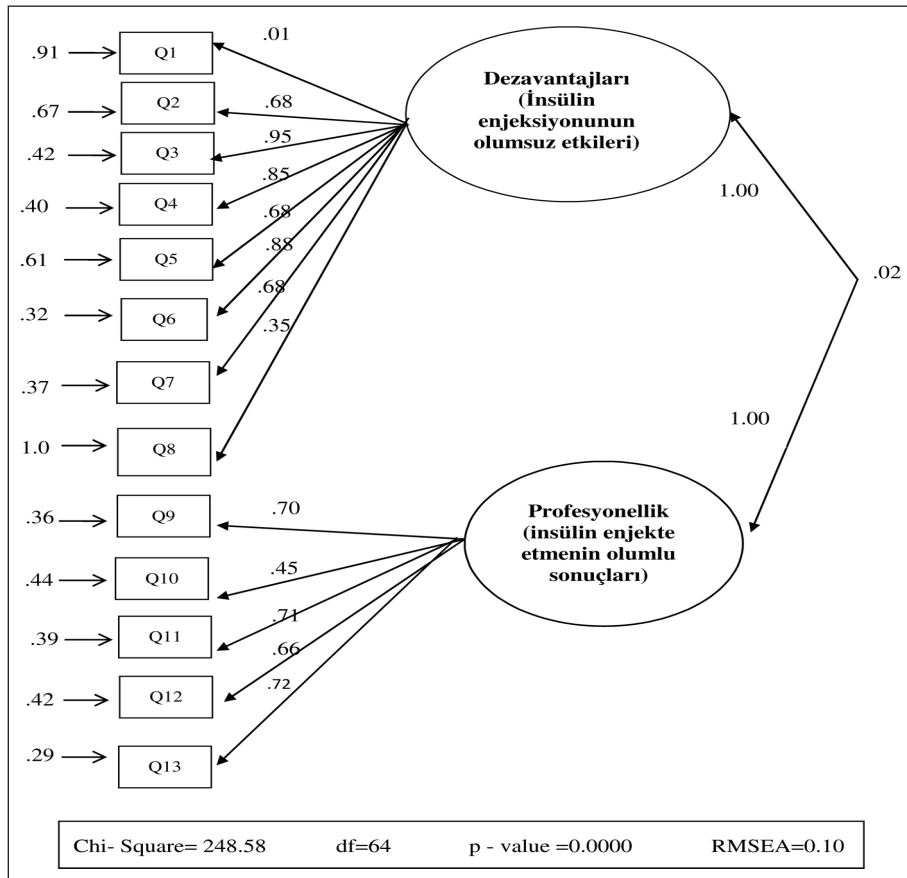 .91 Q1 .01
.67 Q2 .68
.42 Q3 .95
.40 Q4 .85
.61 Q5 .68
.32 Q6 .88
.37 Q7 .68
1.0 Q8 .35
Dezavantajları
(İnsülin
enjeksiyonunun
olumsuz etkileri)
1.00
.02
1.00
.36 Q9 .70
.44 Q10 .45
.39 Q11 .71
.42 Q12 .66
.29 Q13 .72
Profesyonellik
(insülin enjekte
etmenin olumlu
sonuçları)
Chi- Square= 248.58 df=64 p - value =0.0000 RMSEA=0.10